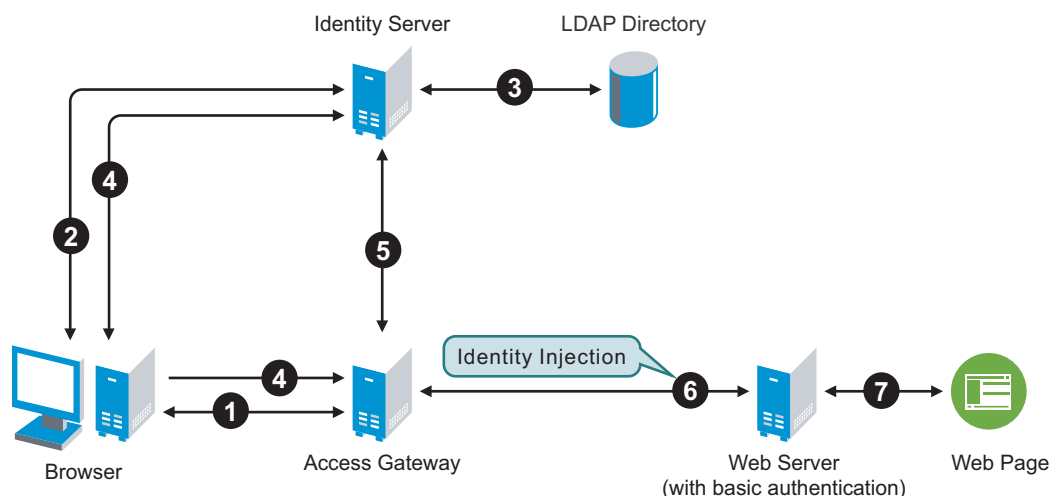 Identity Server
LDAP Directory
3
4
2
5
Identity Injection
4
1
6
7
Browser
Access Gateway
Web Server
(with basic authentication)
Web Page